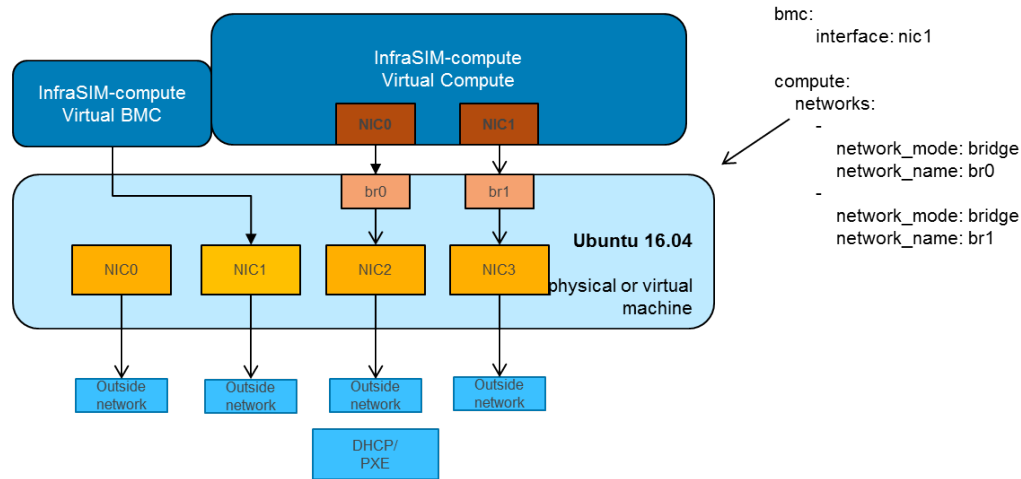 InfraSIM-compute
Virtual Compute
InfraSIM-compute
Virtual BMC
NIC0
NIC1
br0
br1
Ubuntu 16.04
NIC0
NIC1
NIC2
NIC3
physical or virtual
machine
Outside
network
Outside
network
Outside
network
Outside
network
DHCP/
PXE
bmc:
interface: nic1
compute:
networks:
-
network_mode: bridge
network_name: br0
-
network_mode: bridge
network_name: br1